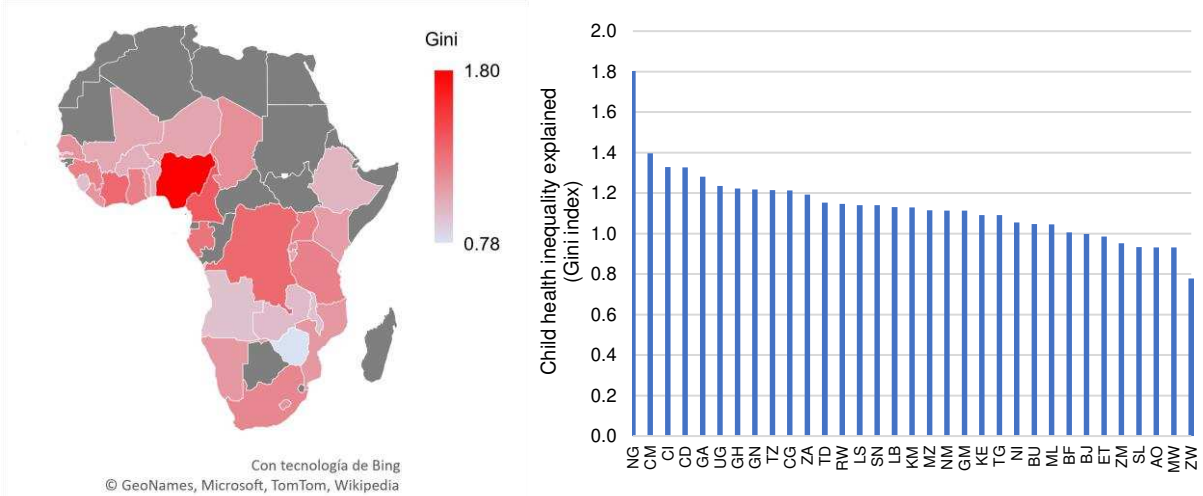 Gini
1.80
0.78
Con tecnología de Bing
© GeoNames, Microsoft, TomTom, Wikipedia
Child health inequality explained
(Gini index)
2.0
1.8
1.6
1.4
1.2
1.0
0.8
0.6
0.4
0.2
0.0
NG CM CI CD GA UG GH GN TZ CG ZA TD RW LS SN LB KM MZ NM GM KE TG NI BU ML BF BJ ET ZM SL AO MW ZW